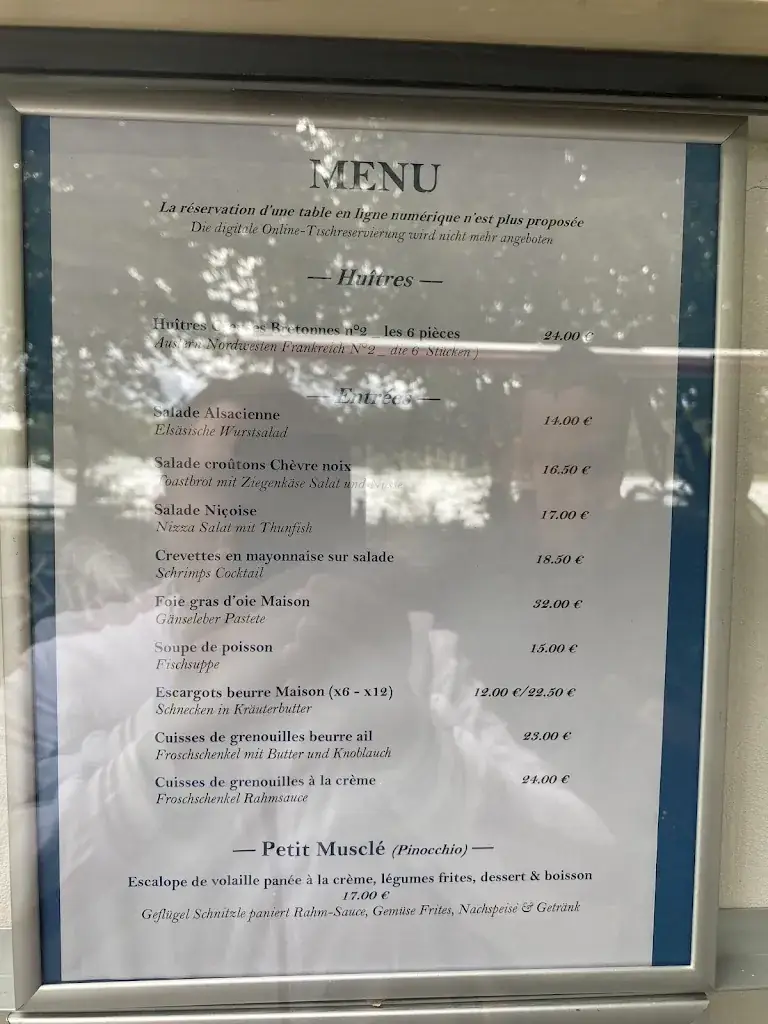 MENU
La réservation d'une table en ligne numérique n'est plus proposée
Die digitale Online-Tischreservierung wird nicht mehr angeboten
— Huîtres —
Huîtres Bretonnes n°2 _ les 6 pièces 24.00 €
Austern Nordwesten Frankreich N°2 _ die 6 Stücken )
— Entrées —
Salade Alsacienne 14.00 €
Elsäsische Wurstsalad
Salade croûtons Chèvre noix 16.50 €
Toastbrot mit Ziegenkäse Salat und
Salade Niçoise 17.00 €
Nizza Salat mit Thunfish
Crevettes en mayonnaise sur salade 18.50 €
Schrimps Cocktail
Foie gras d'oie Maison 32.00 €
Gänseleber Pastete
Soupe de poisson 15.00 €
Fischsuppe
Escargots beurre Maison (x6 - x12) 12.00 €/22.50 €
Schnecken in Kräuterbutter
Cuisses de grenouilles beurre ail 23.00 €
Froschschenkel mit Butter und Knoblauch
Cuisses de grenouilles à la crème 24.00 €
Froschschenkel Rahmsauce
— Petit Musclé (Pinocchio) —
Escalope de volaille panée à la crème, légumes frites, dessert & boisson
17.00 €
Geflügel Schnitzle paniert Rahm-Sauce, Gemüse Frites, Nachspeise & Getränk